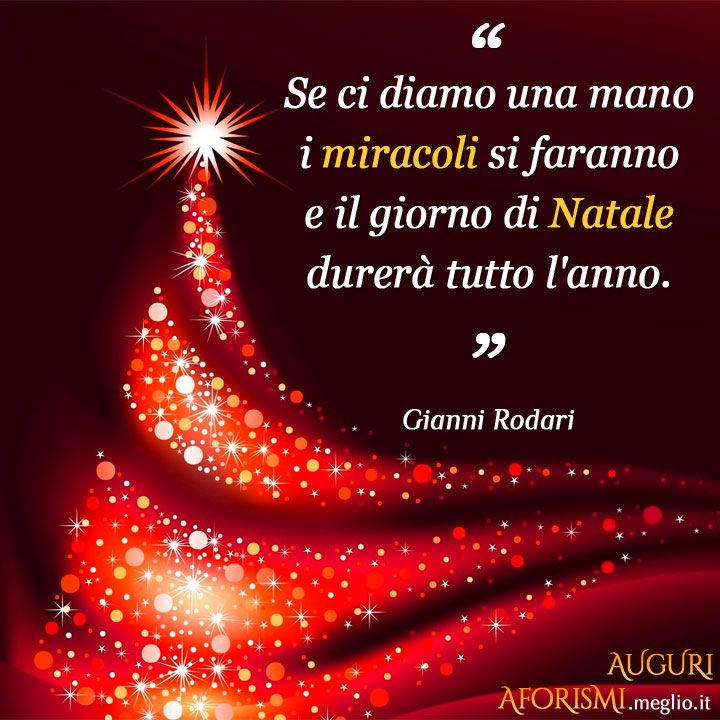 “
Se ci diamo una mano
i miracoli si faranno
e il giorno di Natale
durerà tutto l'anno.
”
Gianni Rodari
AUGURI
AFORISMI.meglio.it